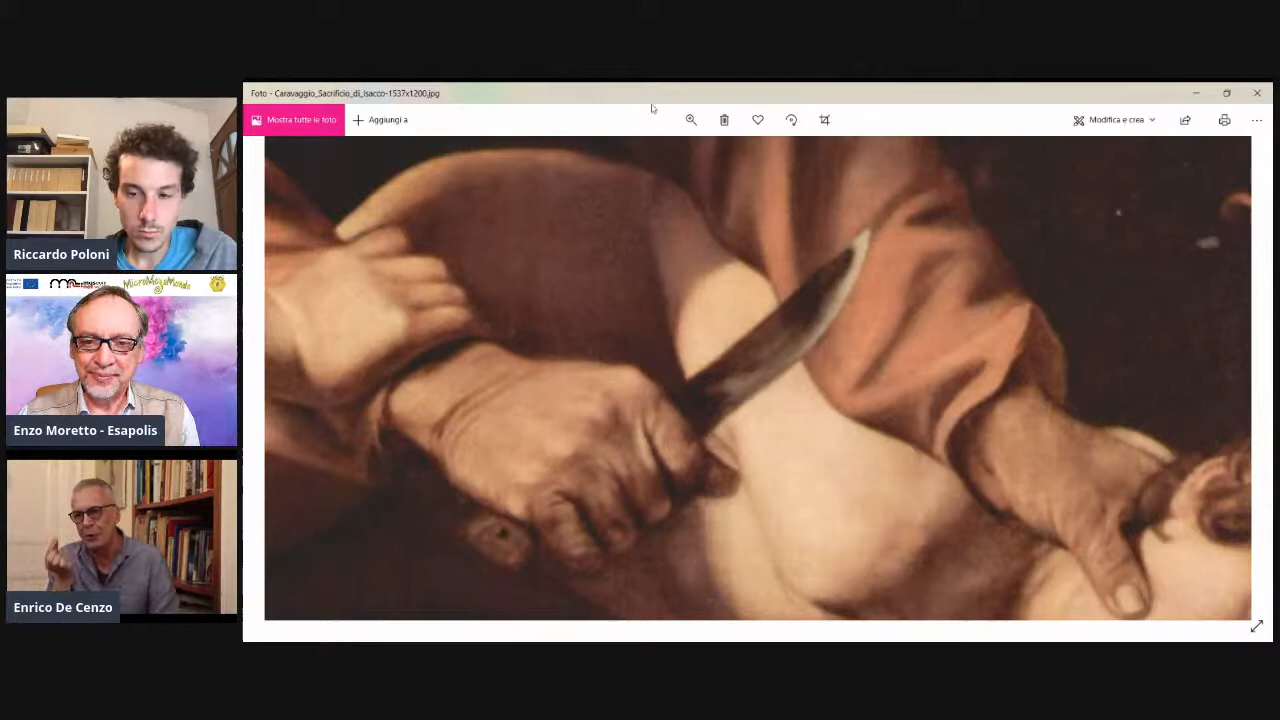 Foto - Caravaggio_Sacrificio_di_Isacco-1537x1200.jpg
Mostra tutte le foto
Aggiungi a
Modifica e crea
Riccardo Poloni
MicroMegaMondo
Enzo Moretto - Esapolis
Enrico De Cenzo